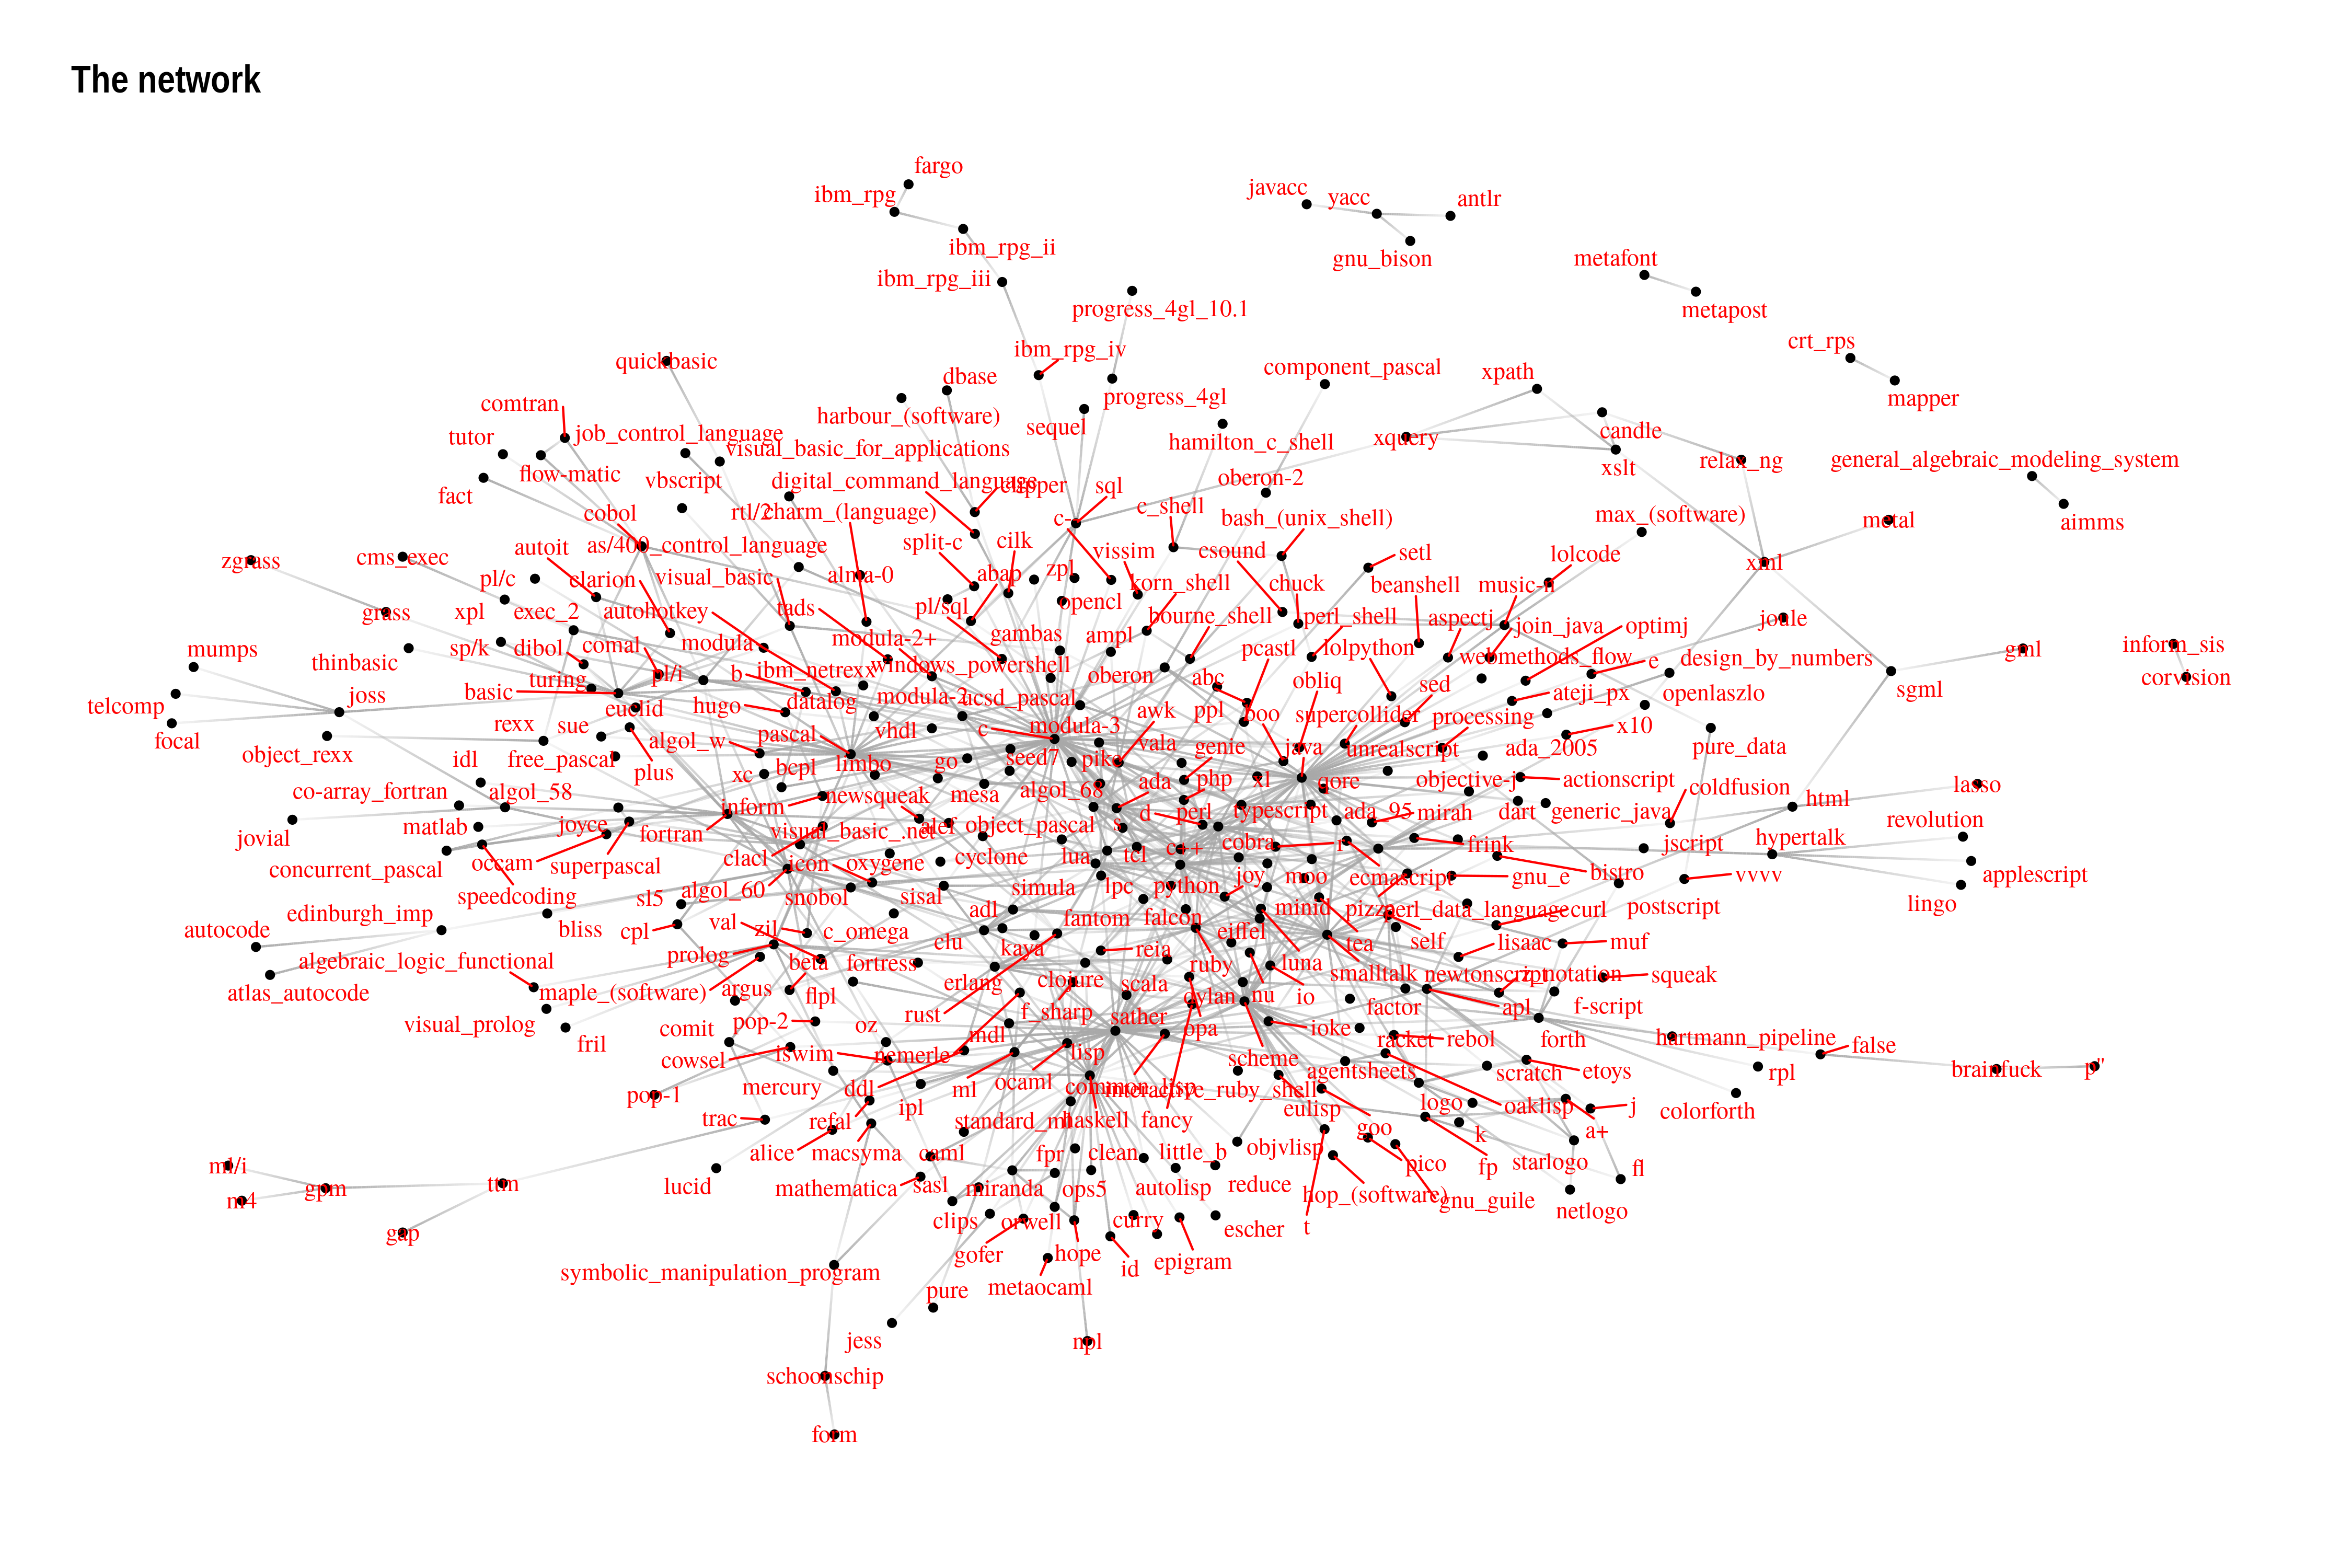 The network
fargo
ibm_rpg
javacc
yacc
antlr
ibm_rpg_ii
gnu_bison
metafont
ibm_rpg_iii
progress_4gl_10.1
metapost
crt_rps
ibm_rpg_iv
quickbasic
component_pascal
xpath
dbase
progress_4gl
mapper
comtran
harbour_(software)
sequel
tutor
job_control_language
hamilton_c_shell
xquery
candle
visual_basic_for_applications
flow-matic
xslt
relax_ng
general_algebraic_modeling_system
fact
vbscript
digital_command_language
clipper
sql
oberon-2
cobol
rtl/2
charm_(language)
c--
c_shell
bash_(unix_shell)
max_(software)
metal
aimms
autoit
as/400_control_language
split-c
cilk
vissim
csound
setl
lolcode
zgrass
cms_exec
xml
pl/c
clarion
visual_basic
alma-0
abap
zpl
korn_shell
chuck
beanshell
music-n
grass
xpl
exec_2
autohotkey
tads
pl/sql
opencl
bourne_shell
perl_shell
aspectj
join_java
optimj
joule
mumps
thinbasic
sp/k
dibol
comal
modula
modula-2+
gambas
ampl
pcastl
lolpython
webmethods_flow
e
design_by_numbers
gml
inform_sis
telcomp
joss
basic
turing
pl/i
b
ibm_netrexx
windows_powershell
oberon
abc
obliq
sed
ateji_px
openlaszlo
sgml
corvision
focal
object_rexx
rexx
sue
euclid
hugo
datalog
modula-2
ucsd_pascal
awk
ppl
boo
supercollider
processing
x10
algol_w
pascal
vhdl
c
modula-3
vala
genie
java
unrealscript
ada_2005
pure_data
idl
free_pascal
plus
xc
bcpl
limbo
go
seed7
pike
ada
php
xl
qore
objective-j
actionscript
coldfusion
html
lasso
co-array_fortran
algol_58
inform
newsqueak
mesa
algol_68
jovial
matlab
joyce
fortran
visual_basic_.net
alef
object_pascal
s
d
perl
typescript
ada_95
mirah
dart
generic_java
revolution
concurrent_pascal
occam
superpascal
clacl
icon
oxygene
cyclone
lua
tcl
c++
cobra
r
frink
jscript
hypertalk
speedcoding
sl5
algol_60
snobol
sisal
simula
lpc
python
joy
moo
ecmascript
gnu_e
bistro
vvvv
applescript
edinburgh_imp
autocode
bliss
cpl
val
zil
c_omega
adl
fantom
falcon
minid
pizza
perl_data_language
curl
postscript
lingo
algebraic_logic_functional
prolog
beta
fortress
clu
kaya
reia
ruby
eiffel
luna
tea
self
lisaac
muf
atlas_autocode
maple_(software)
argus
flpl
erlang
clojure
scala
dylan
nu
io
smalltalk
newtonscript
z_notation
squeak
visual_prolog
fril
comit
pop-2
oz
rust
f_sharp
sather
opa
factor
apl
f-script
cowsel
iswim
nemerle
mdl
lisp
scheme
ioke
racket
rebol
forth
hartmann_pipeline
false
pop-1
mercury
ddl
ml
ocaml
common_lisp
interactive_ruby_shell
agentsheets
scratch
etoys
rpl
brainfuck
p''
trac
refal
ipl
standard_ml
haskell
fancy
eulisp
goo
logo
oaklisp
j
colorforth
alice
macsyma
caml
fpr
clean
little_b
objvlisp
pico
k
fp
a+
starlogo
fl
ml/i
m4
gpm
ttm
lucid
mathematica
sasl
miranda
ops5
autolisp
reduce
hop_(software)
gnu_guile
netlogo
gap
clips
orwell
curry
escher
t
gofer
hope
id
epigram
symbolic_manipulation_program
metaocaml
pure
jess
npl
schoonschip
form